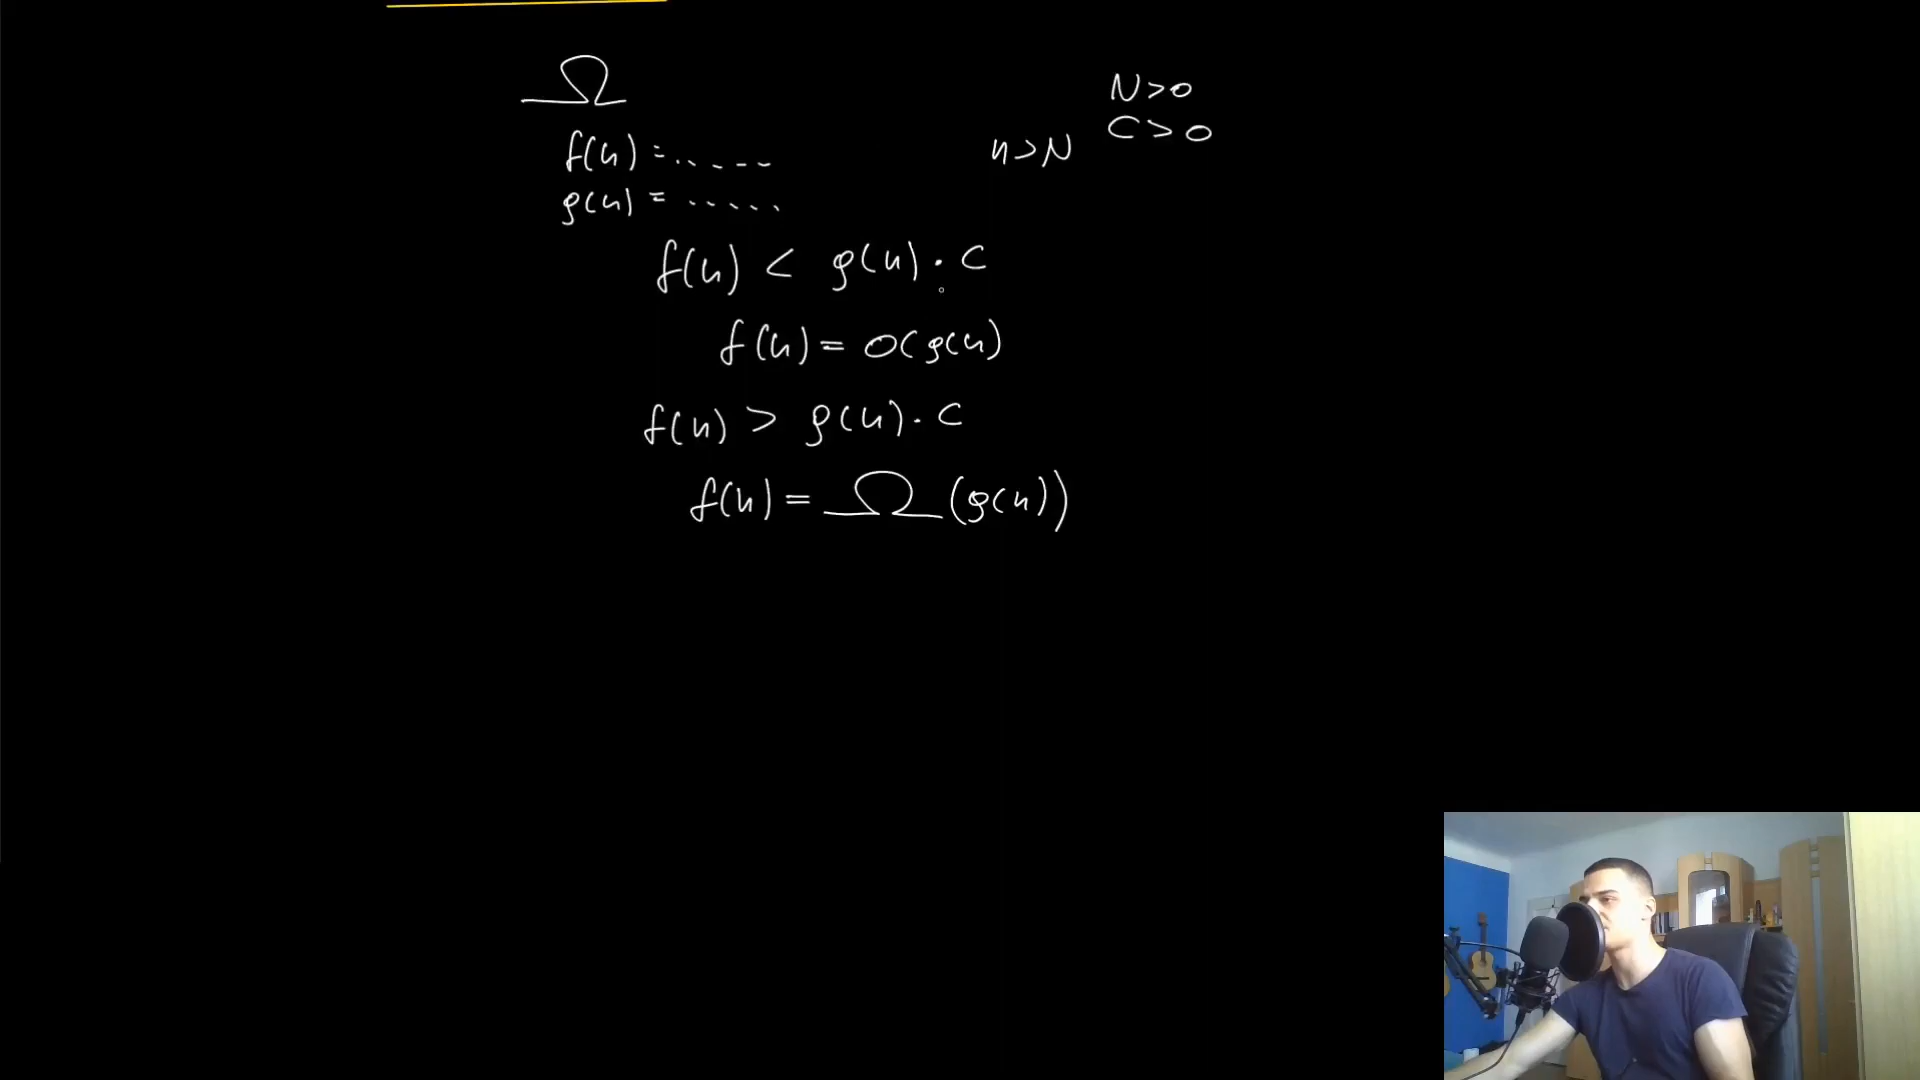 Ω
f(n) = .....
g(n) = .....
N > 0
C > 0
n > N
f(n) < g(n) · C
f(n) = O(g(n)
f(n) > g(n) · C
f(n) = Ω(g(n))